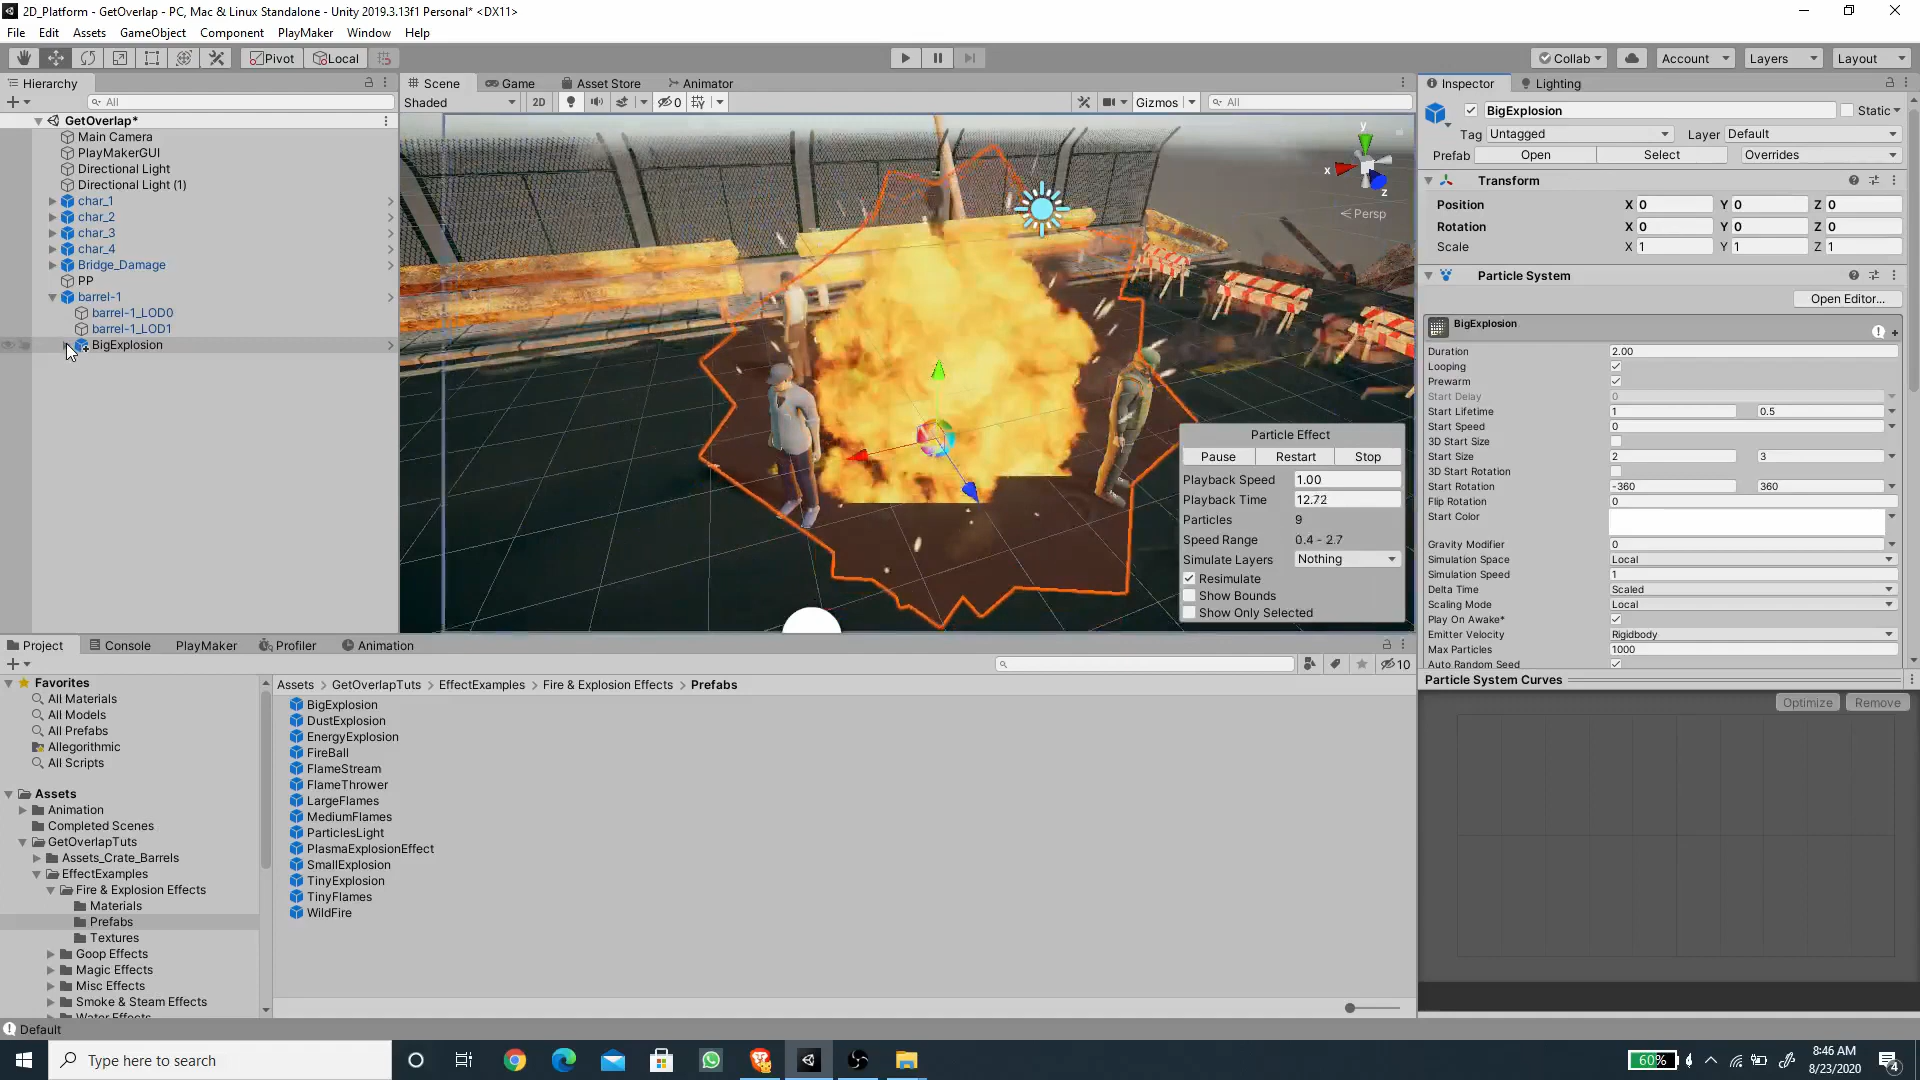 2D_Platform - GetOverlap - PC, Mac & Linux Standalone - Unity 2019.3.13f1 Personal* <DX11>
File Edit Assets GameObject Component PlayMaker Window Help
Pivot Local Collab Account Layers Layout
Hierarchy
All
GetOverlap*
Main Camera
PlayMakerGUI
Directional Light
Directional Light (1)
char_1
char_2
char_3
char_4
Bridge_Damage
PP
barrel-1
barrel-1_LOD0
barrel-1_LOD1
BigExplosion
Scene Game Asset Store Animator
Shaded 2D 0 Gizmos All
y
x
z
Persp
Particle Effect
Pause Restart Stop
Playback Speed 1.00
Playback Time 12.72
Particles 9
Speed Range 0.4 - 2.7
Simulate Layers Nothing
Resimulate
Show Bounds
Show Only Selected
Inspector Lighting
BigExplosion Static
Tag Untagged Layer Default
Prefab Open Select Overrides
Transform
Position X 0 Y 0 Z 0
Rotation X 0 Y 0 Z 0
Scale X 1 Y 1 Z 1
Particle System
Open Editor...
BigExplosion
Duration 2.00
Looping
Prewarm
Start Delay 0
Start Lifetime 1 0.5
Start Speed 0
3D Start Size
Start Size 2 3
3D Start Rotation
Start Rotation -360 360
Flip Rotation 0
Start Color
Gravity Modifier 0
Simulation Space Local
Simulation Speed 1
Delta Time Scaled
Scaling Mode Local
Play On Awake*
Emitter Velocity Rigidbody
Max Particles 1000
Auto Random Seed
Particle System Curves
Optimize Remove
Project Console PlayMaker Profiler Animation
10
Favorites
All Materials
All Models
All Prefabs
Allegorithmic
All Scripts
Assets
Animation
Completed Scenes
GetOverlapTuts
Assets_Crate_Barrels
EffectExamples
Fire & Explosion Effects
Materials
Prefabs
Textures
Goop Effects
Magic Effects
Misc Effects
Smoke & Steam Effects
Water Effects
Assets > GetOverlapTuts > EffectExamples > Fire & Explosion Effects > Prefabs
BigExplosion
DustExplosion
EnergyExplosion
FireBall
FlameStream
FlameThrower
LargeFlames
MediumFlames
ParticlesLight
PlasmaExplosionEffect
SmallExplosion
TinyExplosion
TinyFlames
WildFire
Default
Type here to search
60%
8:46 AM
8/23/2020
4